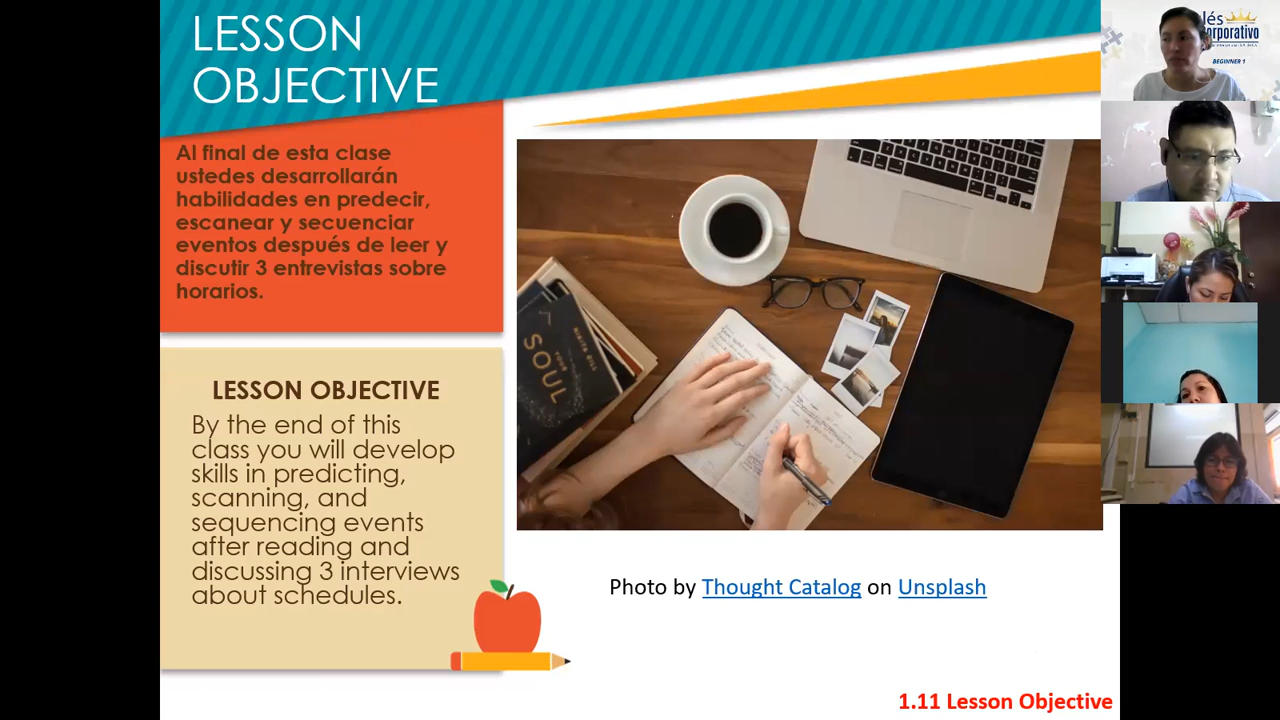 LESSON
OBJECTIVE
Al final de esta clase
ustedes desarrollarán
habilidades en predecir,
escanear y secuenciar
eventos después de leer y
discutir 3 entrevistas sobre
horarios.
LESSON OBJECTIVE
By the end of this
class you will develop
skills in predicting,
scanning, and
sequencing events
after reading and
discussing 3 interviews
about schedules.
SOUL
Photo by Thought Catalog on Unsplash
1.11 Lesson Objective
lés
orporativo
BEGINNER 1